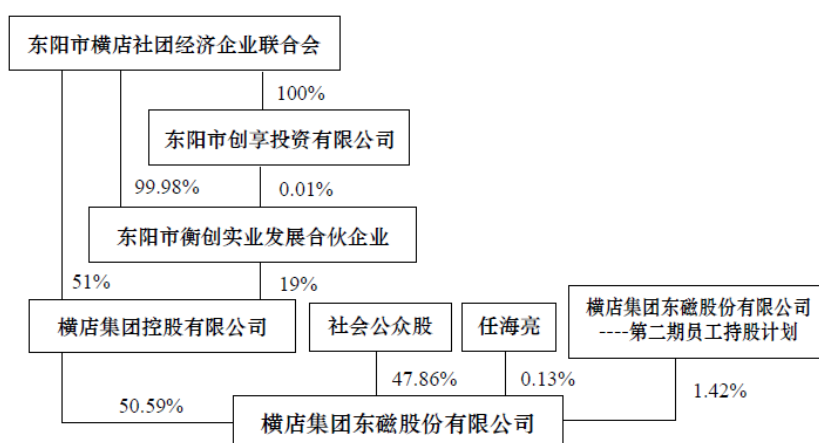 东阳市横店社团经济企业联合会
100%
东阳市创享投资有限公司
99.98%
0.01%
东阳市衡创实业发展合伙企业
51%
19%
横店集团控股有限公司
社会公众股
任海亮
横店集团东磁股份有限公司
----第二期员工持股计划
50.59%
47.86%
0.13%
1.42%
横店集团东磁股份有限公司